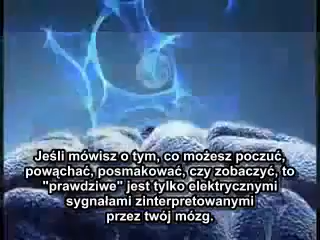 Jeśli mówisz o tym, co możesz poczuć,
powąchać, posmakować, czy zobaczyć, to
"prawdziwe" jest tylko elektrycznymi
sygnałami zinterpretowanymi
przez twój mózg.